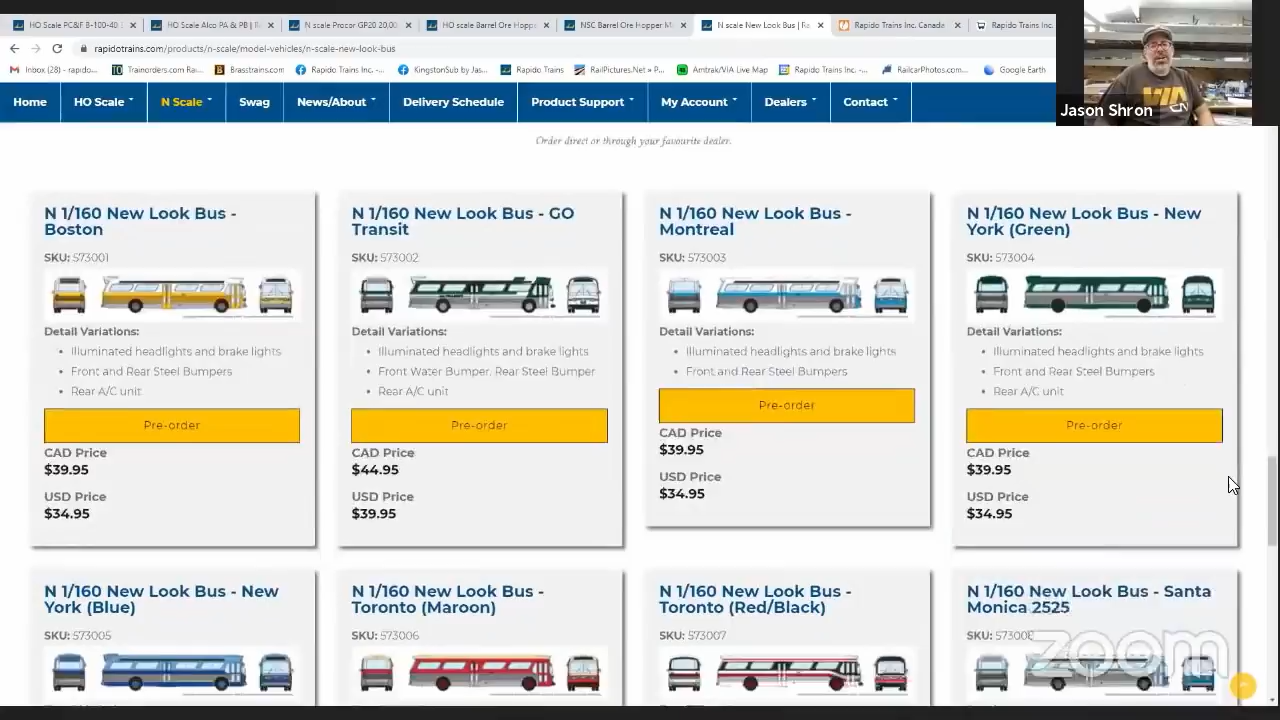 HO Scale PC&F B-100-40
HO Scale Alco PA & PB | R
N scale Procor GP20 20,00
HO scale Barrel Ore Hopp
NSC Barrel Ore Hopper M
N scale New Look Bus | Ra
Rapido Trains Inc. Canada
Rapido Trains Inc.
rapidotrains.com/products/n-scale/model-vehicles/n-scale-new-look-bus
Inbox (28) - rapido...
Trainorders.com Rai...
Brasstrains.com
Rapido Trains Inc. -...
KingstonSub by Jas...
Rapido Trains
RailPictures.Net » P...
Amtrak/VIA Live Map
Rapido Trains Inc. -...
RailcarPhotos.com...
Google Earth
Home
HO Scale
N Scale
Swag
News/About
Delivery Schedule
Product Support
My Account
Dealers
Contact
VIA
CN
Jason Shron
Order direct or through your favourite dealer.
N 1/160 New Look Bus -
Boston
SKU: 573001
Detail Variations:
• Illuminated headlights and brake lights
• Front and Rear Steel Bumpers
• Rear A/C unit
Pre-order
CAD Price
$39.95
USD Price
$34.95
N 1/160 New Look Bus - GO
Transit
SKU: 573002
Detail Variations:
• Illuminated headlights and brake lights
• Front Water Bumper, Rear Steel Bumper
• Rear A/C unit
Pre-order
CAD Price
$44.95
USD Price
$39.95
N 1/160 New Look Bus -
Montreal
SKU: 573003
Detail Variations:
• Illuminated headlights and brake lights
• Front and Rear Steel Bumpers
Pre-order
CAD Price
$39.95
USD Price
$34.95
N 1/160 New Look Bus - New
York (Green)
SKU: 573004
Detail Variations:
• Illuminated headlights and brake lights
• Front and Rear Steel Bumpers
• Rear A/C unit
Pre-order
CAD Price
$39.95
USD Price
$34.95
N 1/160 New Look Bus - New
York (Blue)
SKU: 573005
N 1/160 New Look Bus -
Toronto (Maroon)
SKU: 573006
N 1/160 New Look Bus -
Toronto (Red/Black)
SKU: 573007
N 1/160 New Look Bus - Santa
Monica 2525
SKU: 573008
zoom